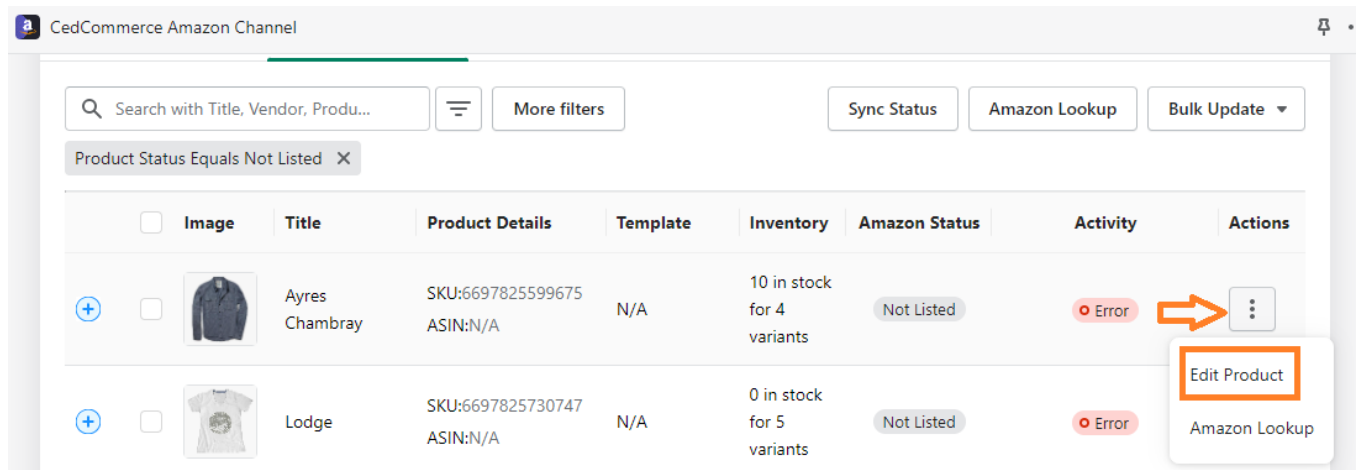 CedCommerce Amazon Channel
Search with Title, Vendor, Produ...
More filters
Sync Status
Amazon Lookup
Bulk Update
Product Status Equals Not Listed
Image
Title
Product Details
Template
Inventory
Amazon Status
Activity
Actions
Ayres
Chambray
SKU:6697825599675
ASIN:N/A
N/A
10 in stock
for 4
variants
Not Listed
Error
Edit Product
Amazon Lookup
Lodge
SKU:6697825730747
ASIN:N/A
N/A
0 in stock
for 5
variants
Not Listed
Error